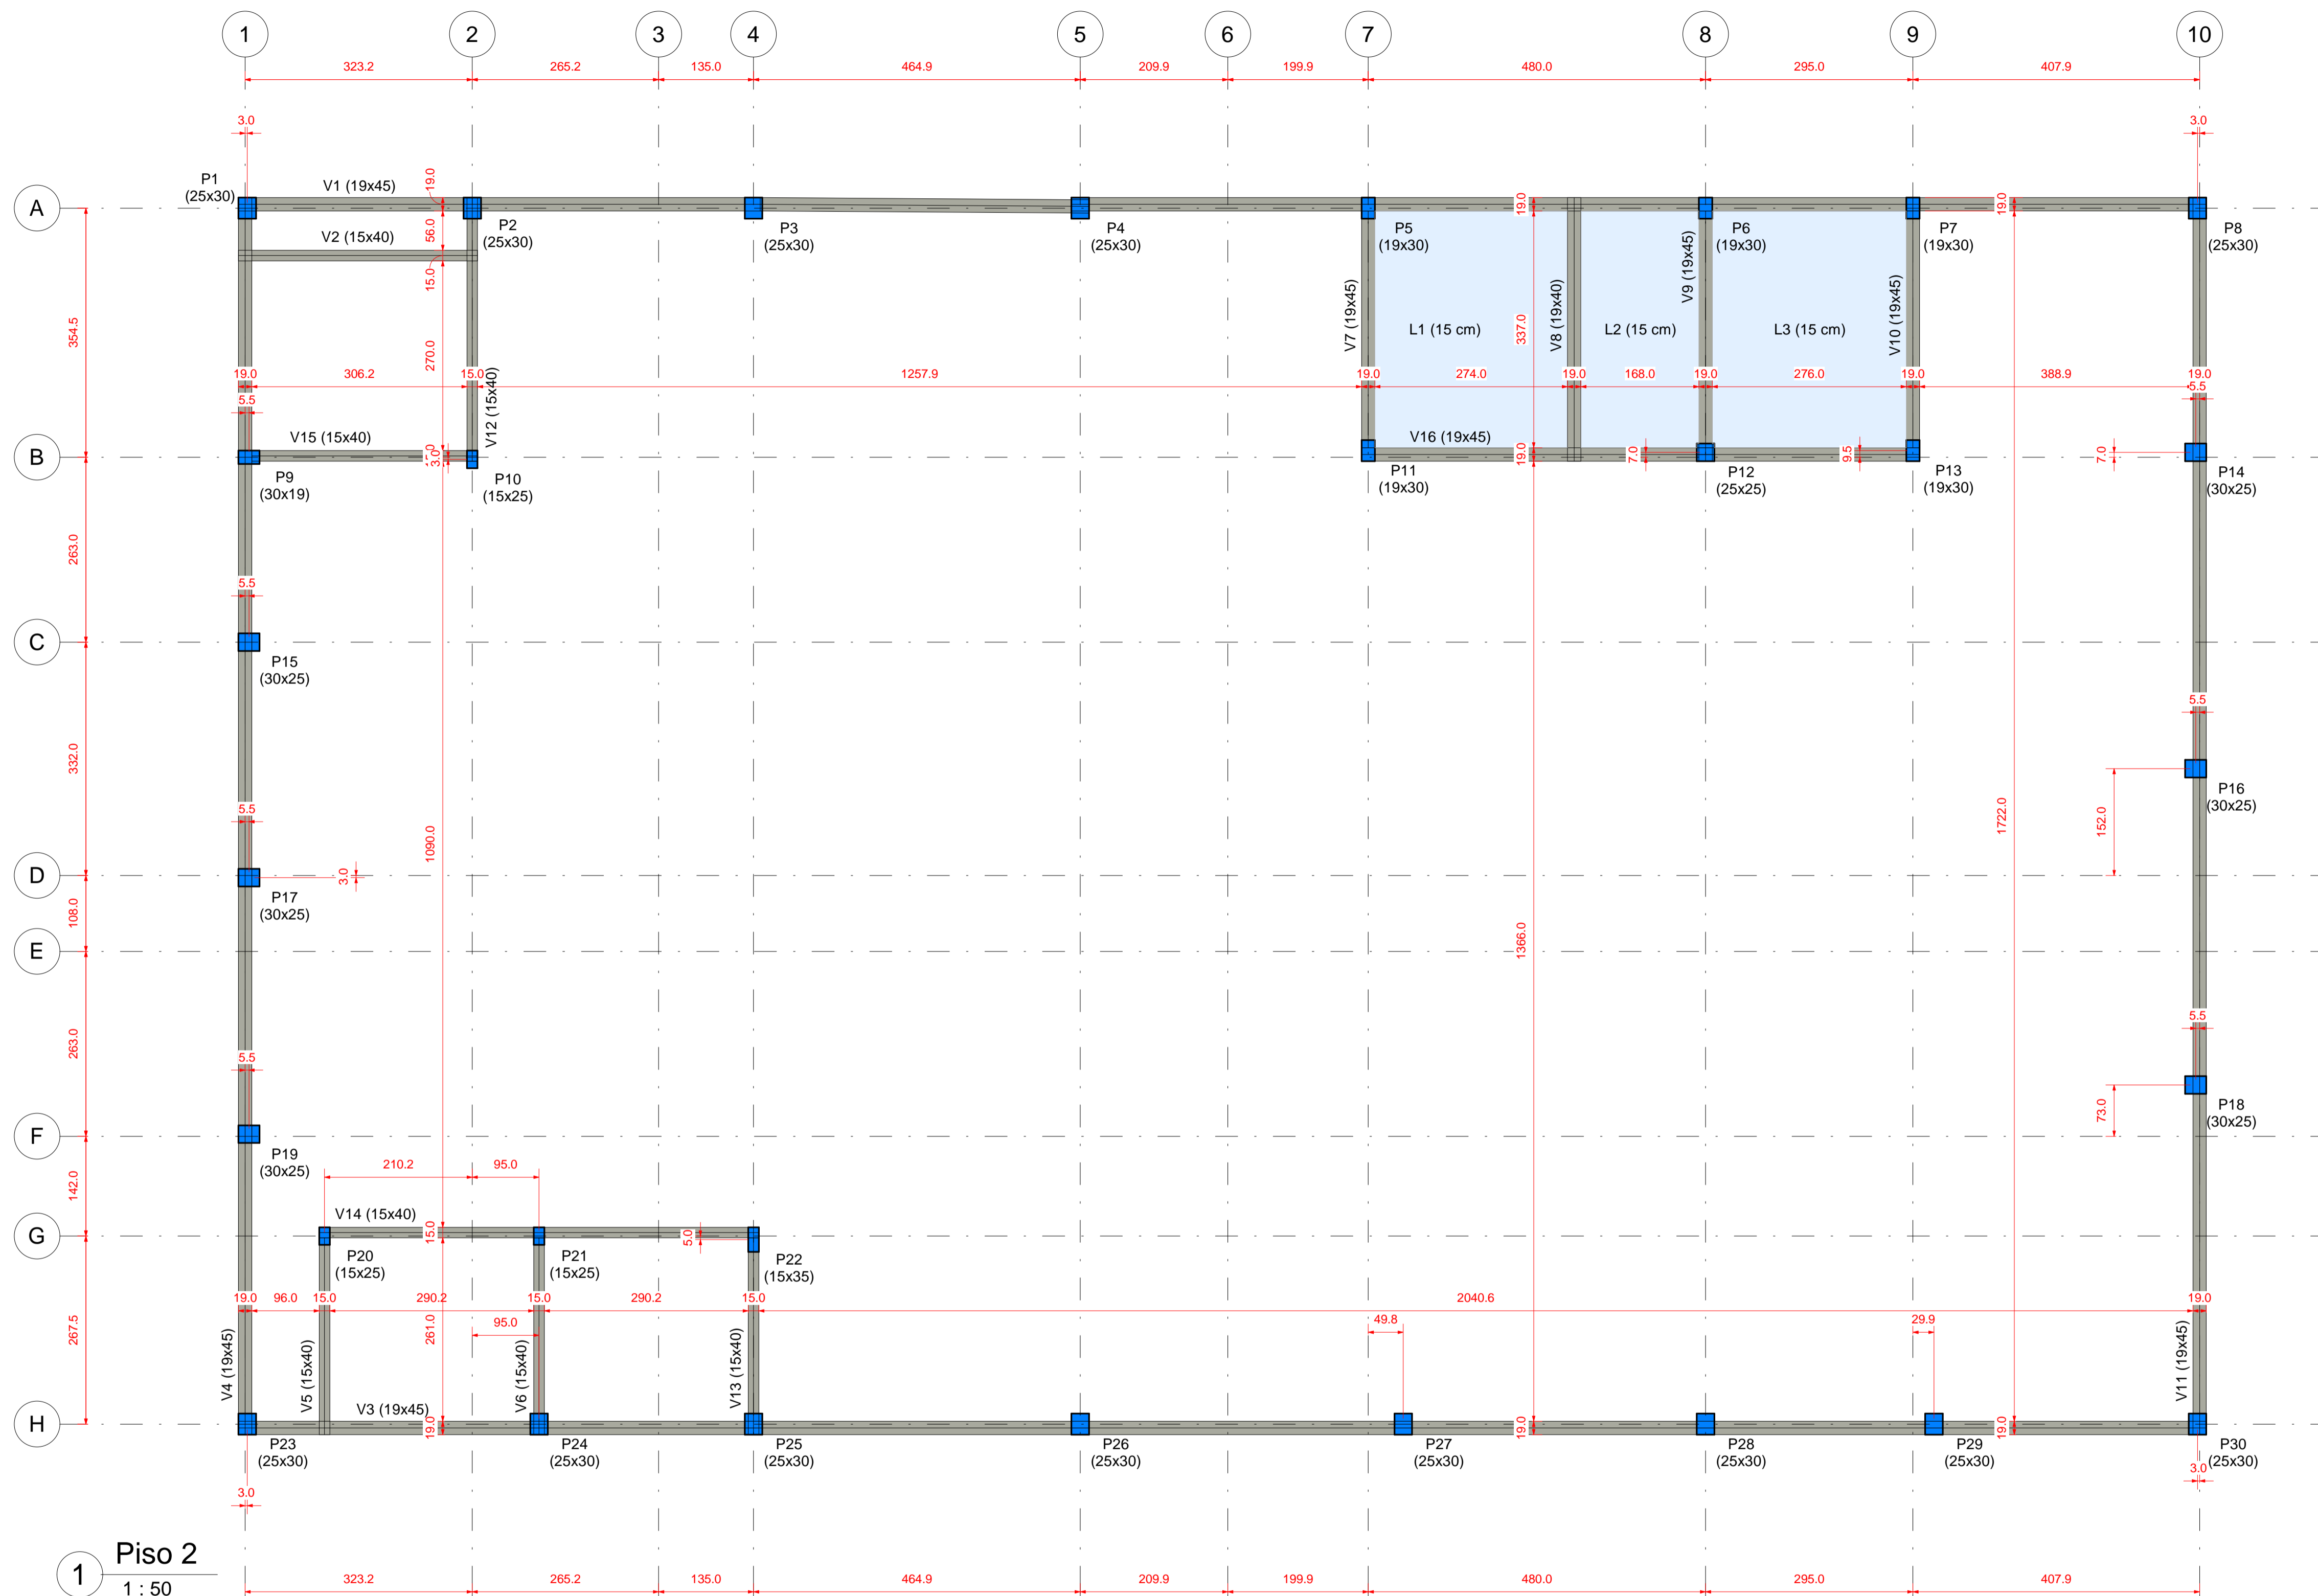 1 2 3 4 5 6 7 8 9 10
323.2 265.2 135.0 464.9 209.9 199.9 480.0 295.0 407.9
3.0 3.0
P1
(25x30)
V1 (19x45)
19.0
19.0
19.0
A
V2 (15x40)
56.0
P2
(25x30)
P3
(25x30)
P4
(25x30)
P5
(19x30)
V9 (19x45)
P6
(19x30)
P7
(19x30)
P8
(25x30)
15.0
354.5
270.0
V7 (19x45)
L1 (15 cm)
337.0
V8 (19x40)
L2 (15 cm)
L3 (15 cm)
V10 (19x45)
19.0 306.2 15.0 1257.9 19.0 274.0 19.0 168.0 19.0 276.0 19.0 388.9 19.0
5.5 5.5
V12 (15x40)
V15 (15x40)
V16 (19x45)
B
3.0
19.0
7.0
9.5
7.0
P9
(30x19)
P10
(15x25)
P11
(19x30)
P12
(25x25)
P13
(19x30)
P14
(30x25)
263.0
5.5
C
P15
(30x25)
5.5
332.0
P16
(30x25)
5.5
152.0
1090.0
1722.0
D
3.0
P17
(30x25)
108.0
E
1366.0
263.0
5.5
5.5
73.0
P18
(30x25)
F
P19
(30x25)
210.2 95.0
142.0
V14 (15x40)
G
15.0
5.0
P20
(15x25)
P21
(15x25)
P22
(15x35)
19.0 96.0 15.0 290.2 15.0 290.2 15.0 2040.6 19.0
267.5
261.0
95.0
49.8
29.9
V4 (19x45)
V5 (15x40)
V6 (15x40)
V13 (15x40)
V11 (19x45)
V3 (19x45)
H
19.0
19.0
19.0
P23
(25x30)
P24
(25x30)
P25
(25x30)
P26
(25x30)
P27
(25x30)
P28
(25x30)
P29
(25x30)
P30
(25x30)
3.0 3.0
1
Piso 2
1 : 50
323.2 265.2 135.0 464.9 209.9 199.9 480.0 295.0 407.9